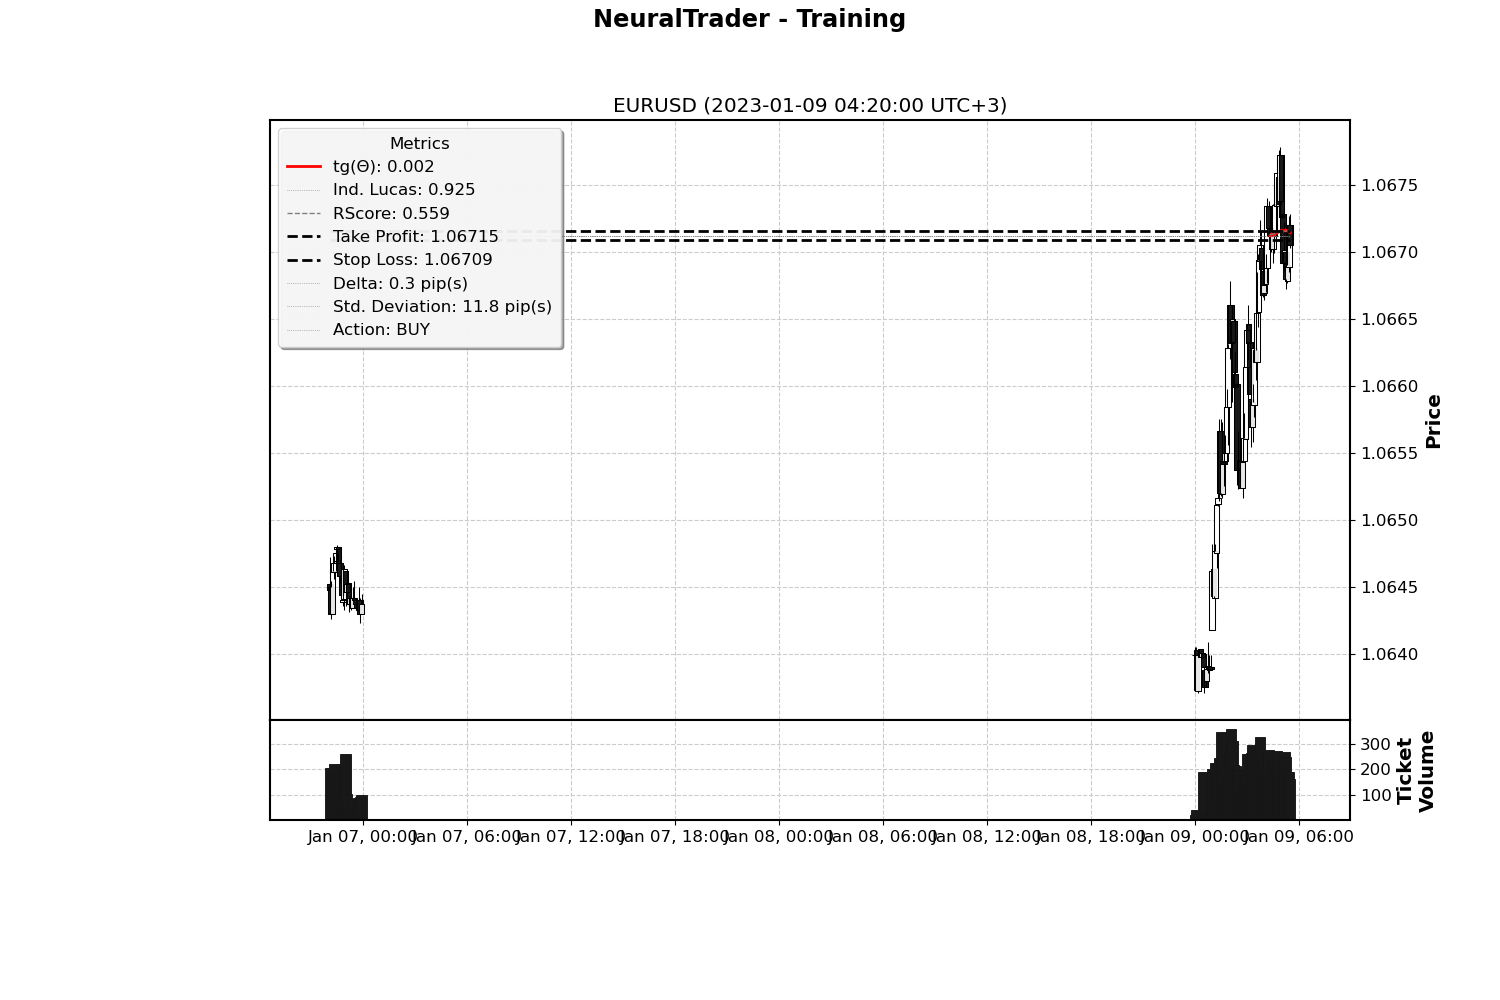 NeuralTrader - Training
EURUSD (2023-01-09 04:20:00 UTC+3)
Metrics
tg(Θ): 0.002
Ind. Lucas: 0.925
RScore: 0.559
Take Profit: 1.06715
Stop Loss: 1.06709
Delta: 0.3 pip(s)
Std. Deviation: 11.8 pip(s)
Action: BUY
1.0675
1.0670
1.0665
1.0660
1.0655
1.0650
1.0645
1.0640
Price
300
200
100
Ticket
Volume
Jan 07, 00:00
Jan 07, 06:00
Jan 07, 12:00
Jan 07, 18:00
Jan 08, 00:00
Jan 08, 06:00
Jan 08, 12:00
Jan 08, 18:00
Jan 09, 00:00
Jan 09, 06:00